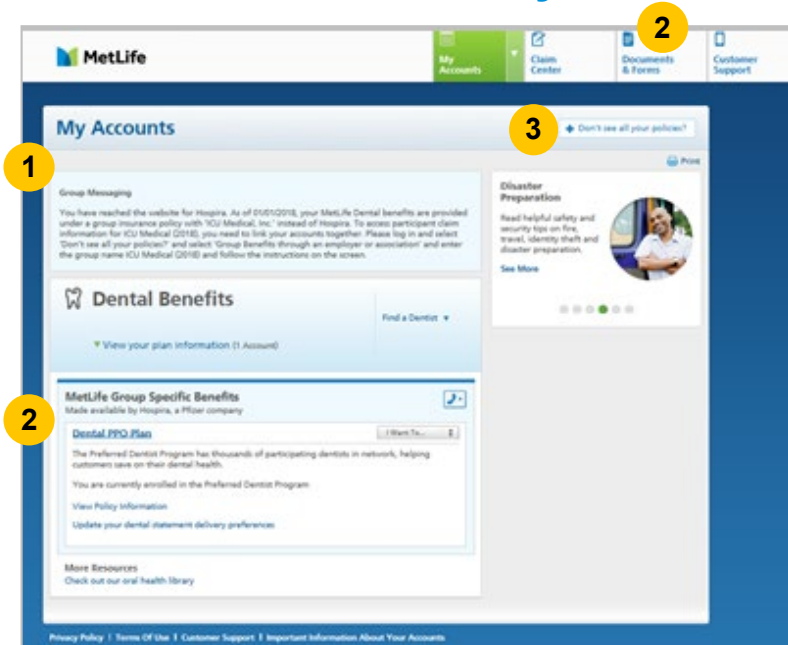 2
MetLife
My
Accounts
Claim
Center
Documents
& Forms
Customer
Support
My Accounts
3
Don't see all your policies?
1
Print
Group Messaging
You have reached the website for Hospira. As of 01/01/2018, your MetLife Dental benefits are provided
under a group insurance policy with 'ICU Medical, Inc.' instead of Hospira. To access participant claim
information for ICU Medical (2018), you need to link your accounts together. Please log in and select
'Don't see all your policies?' and select 'Group Benefits through an employer or association' and enter
the group name ICU Medical (2018) and follow the instructions on the screen.
Disaster
Preparation
Read helpful safety and
security tips on fire,
travel, identity theft and
disaster preparation.
See More
Dental Benefits
Find a Dentist
View your plan information (1 Account)
2
MetLife Group Specific Benefits
Made available by Hospira, a Pfizer company
Dental PPO Plan
I Want To...
The Preferred Dentist Program has thousands of participating dentists in network, helping
customers save on their dental health.
You are currently enrolled in the Preferred Dentist Program
View Policy Information
Update your dental statement delivery preferences
More Resources
Check out our oral health library
Privacy Policy | Terms Of Use | Customer Support | Important Information About Your Accounts